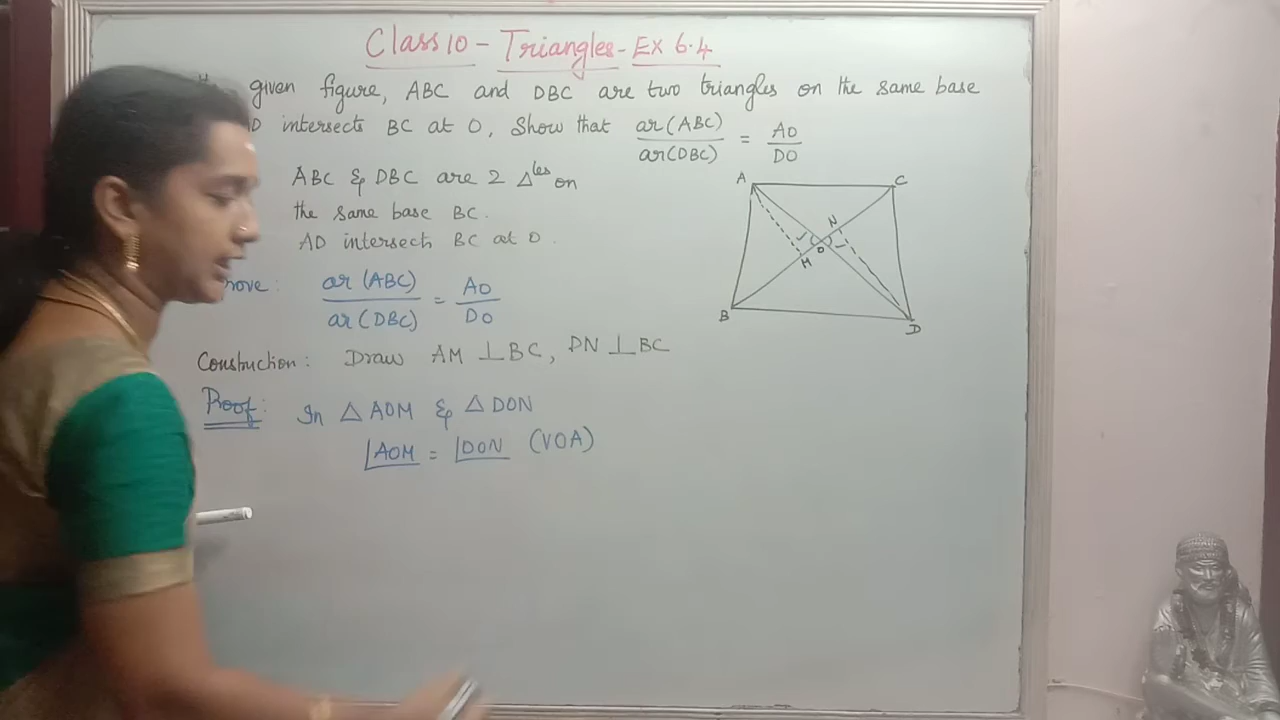 Class 10 - Triangles - Ex 6.4
given figure, ABC and DBC are two triangles on the same base
D intersects BC at O, Show that ar(ABC)/ar(DBC) = AO/DO
ABC & DBC are 2 Δles on
the same base BC.
AD intersects BC at O.
rove: ar(ABC)/ar(DBC) = AO/DO
Construction: Draw AM ⊥ BC, DN ⊥ BC
Proof: In △AOM & △DON
∠AOM = ∠DON (VOA)
A
C
N
O
M
B
D